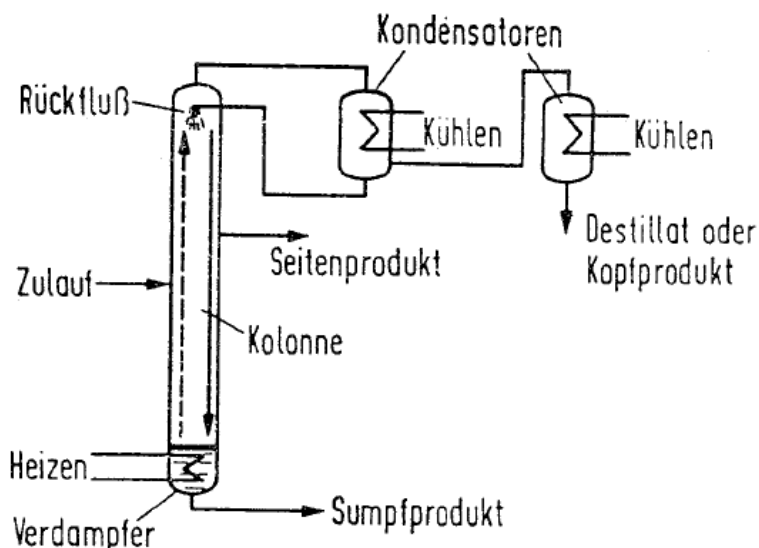 Kondensatoren
Rückfluß
Kühlen
Kühlen
Destillat oder
Kopfprodukt
Seitenprodukt
Zulauf
Kolonne
Heizen
Sumpfprodukt
Verdampfer